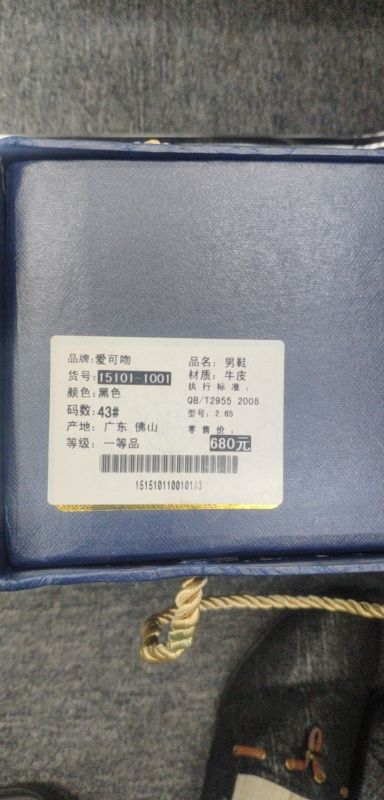 品牌:爱可吻
货号:15101-1001
颜色:黑色
码数:43#
产地: 广东 佛山
等级: 一等品
品名: 男鞋
材质: 牛皮
执行标准:
QB/T2955 2008
型号: 2.65
零售价:
680元